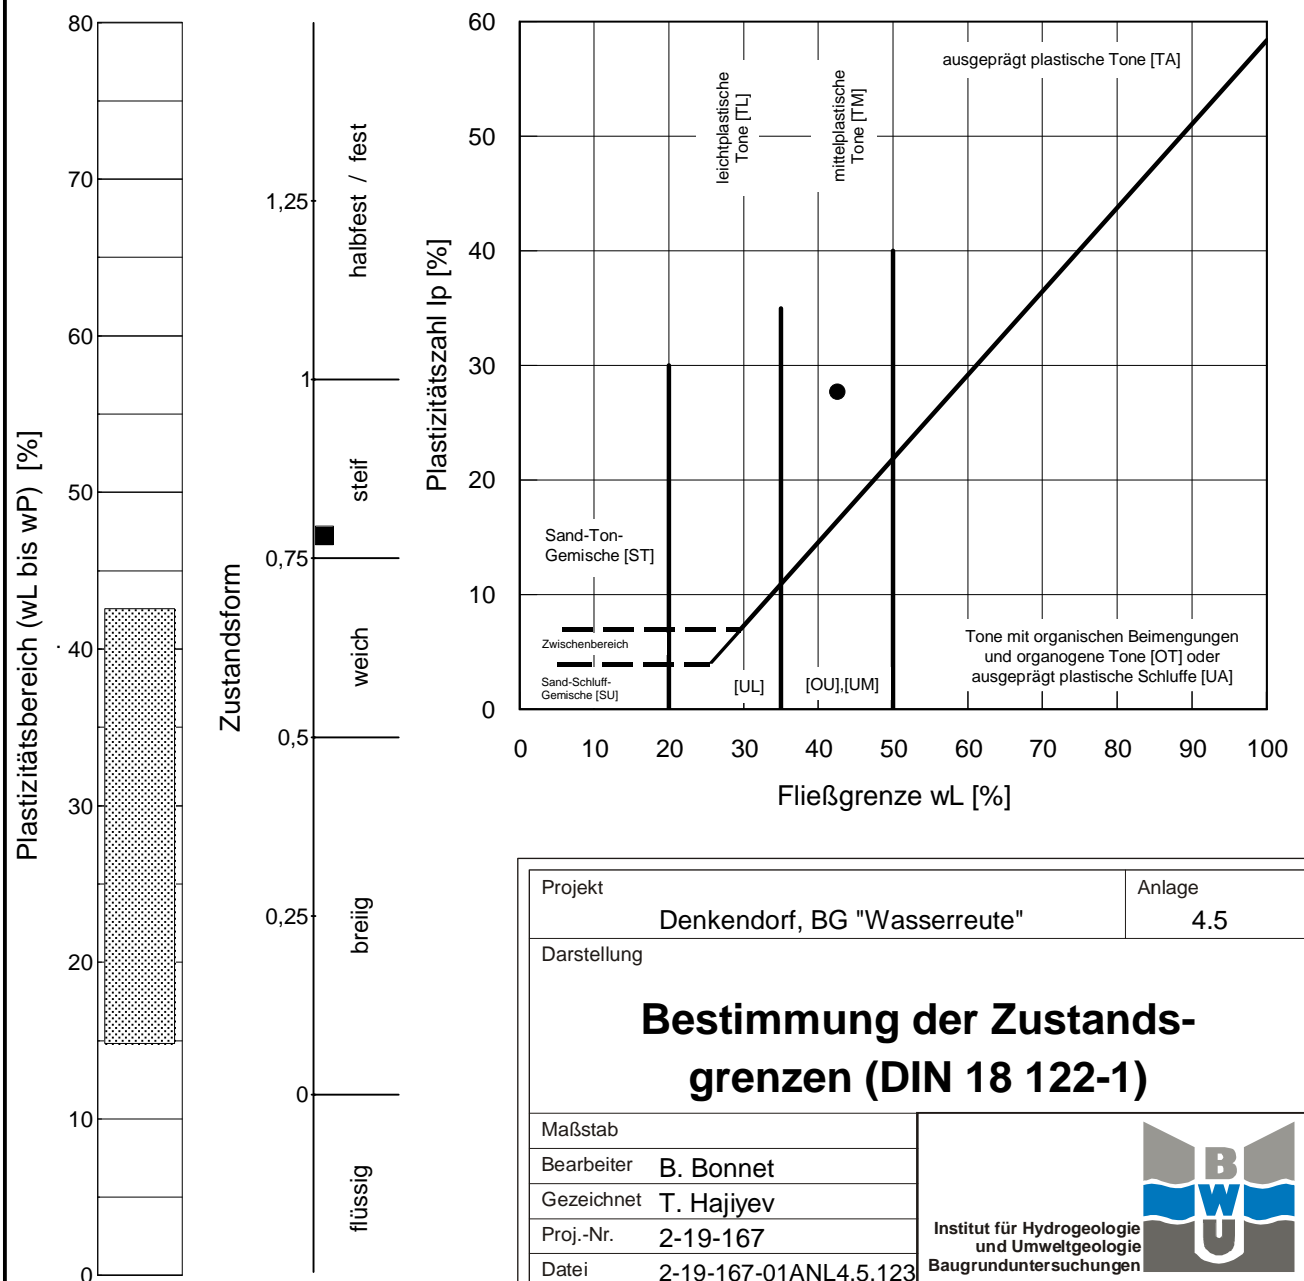 Plastizitätsbereich (wL bis wP) [%]
80
70
60
50
40
30
20
10
0
Zustandsform
1,25
1
0,75
0,5
0,25
0
halbfest / fest
steif
weich
breiig
flüssig
Plastizitätszahl Ip [%]
60
50
40
30
20
10
0
leichtplastische
Tone [TL]
mittelplastische
Tone [TM]
ausgeprägt plastische Tone [TA]
Sand-Ton-
Gemische [ST]
Zwischenbereich
Sand-Schluff-
Gemische [SU]
[UL]
[OU],[UM]
Tone mit organischen Beimengungen
und organogene Tone [OT] oder
ausgeprägt plastische Schluffe [UA]
0 10 20 30 40 50 60 70 80 90 100
Fließgrenze wL [%]
Projekt
Denkendorf, BG "Wasserreute"
Anlage
4.5
Darstellung
Bestimmung der Zustands-
grenzen (DIN 18 122-1)
Maßstab
Bearbeiter B. Bonnet
Gezeichnet T. Hajiyev
Proj.-Nr. 2-19-167
Datei 2-19-167-01ANL4.5.123
Institut für Hydrogeologie
und Umweltgeologie
Baugrunduntersuchungen
B
W
U